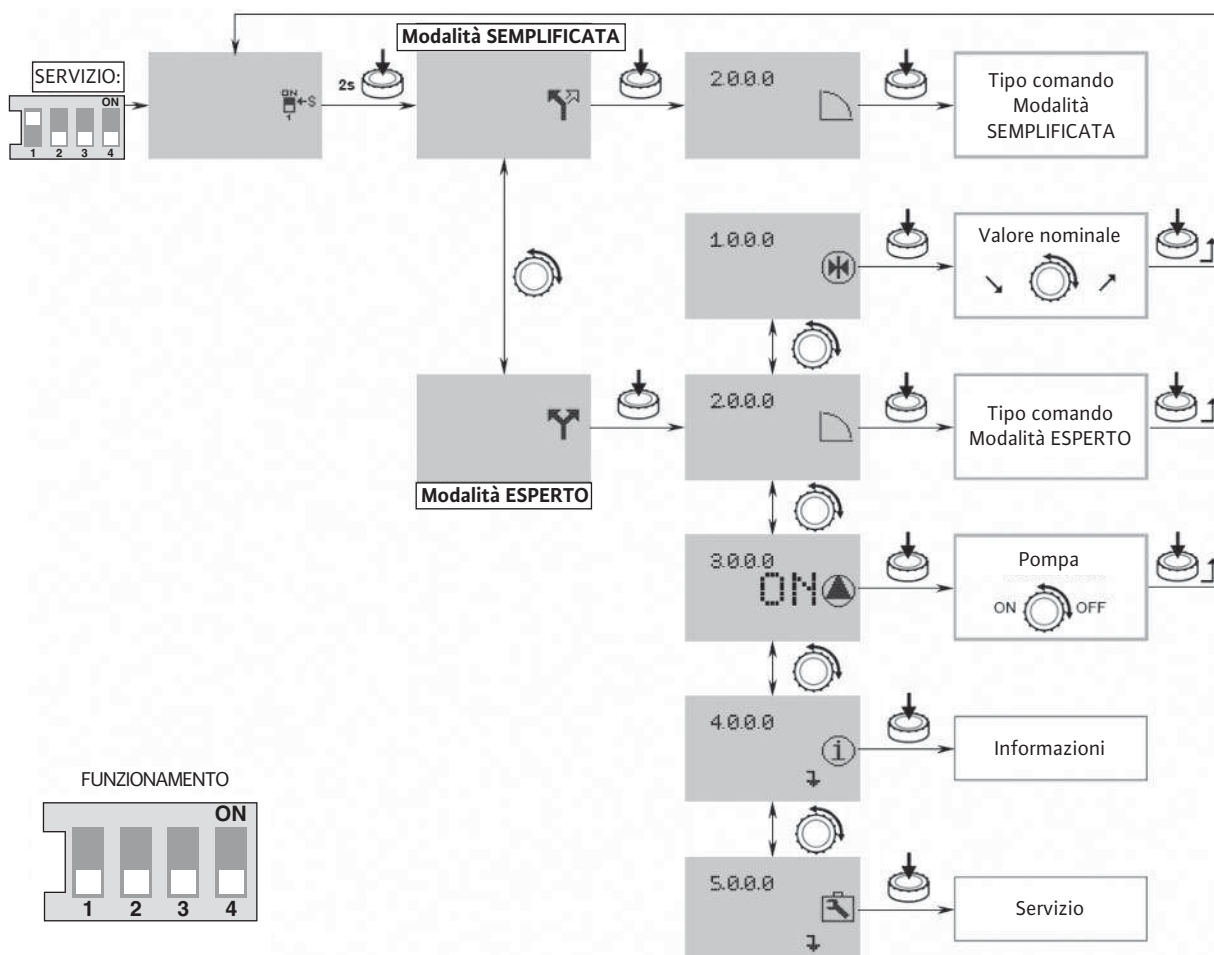 Modalità SEMPLIFICATA
SERVIZIO:
ON
1 2 3 4
ON
S
1
2s
2.0.0.0
Tipo comando
Modalità
SEMPLIFICATA
1.0.0.0
Valore nominale
2.0.0.0
Tipo comando
Modalità ESPERTO
Modalità ESPERTO
3.0.0.0
ON
Pompa
ON OFF
4.0.0.0
i
Informazioni
FUNZIONAMENTO
ON
1 2 3 4
5.0.0.0
Servizio